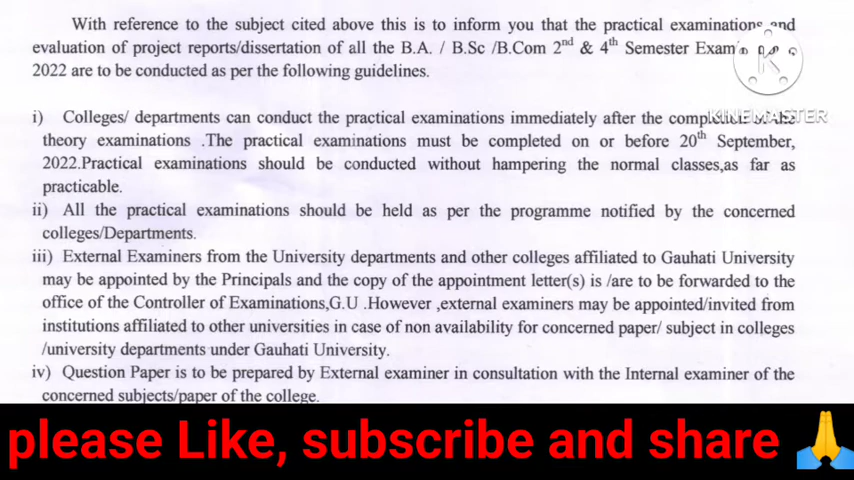 With reference to the subject cited above this is to inform you that the practical examinations and
evaluation of project reports/dissertation of all the B.A. / B.Sc /B.Com 2nd & 4th Semester
2022 are to be conducted as per the following guidelines.
i) Colleges/ departments can conduct the practical examinations immediately after the completion of the
theory examinations .The practical examinations must be completed on or before 20th September,
2022.Practical examinations should be conducted without hampering the normal classes,as far as
practicable.
ii) All the practical examinations should be held as per the programme notified by the concerned
colleges/Departments.
iii) External Examiners from the University departments and other colleges affiliated to Gauhati University
may be appointed by the Principals and the copy of the appointment letter(s) is /are to be forwarded to the
office of the Controller of Examinations,G.U .However ,external examiners may be appointed/invited from
institutions affiliated to other universities in case of non availability for concerned paper/ subject in colleges
/university departments under Gauhati University.
iv) Question Paper is to be prepared by External examiner in consultation with the Internal examiner of the
concerned subjects/paper of the college.
K
KINEMASTER
please Like, subscribe and share 🙏